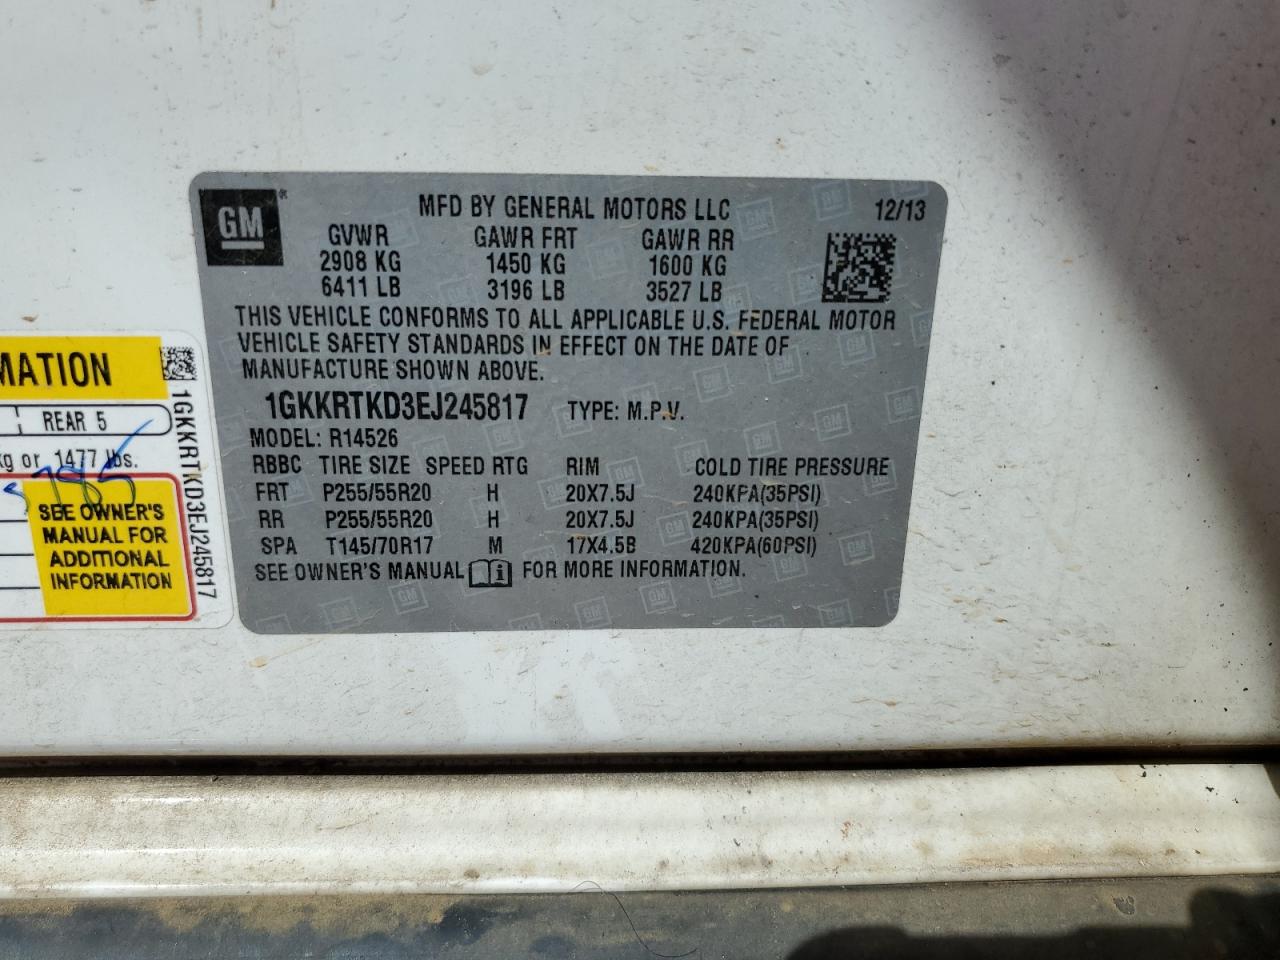 GM
MFD BY GENERAL MOTORS LLC 12/13
GVWR GAWR FRT GAWR RR
2908 KG 1450 KG 1600 KG
6411 LB 3196 LB 3527 LB
THIS VEHICLE CONFORMS TO ALL APPLICABLE U.S. FEDERAL MOTOR
VEHICLE SAFETY STANDARDS IN EFFECT ON THE DATE OF
MANUFACTURE SHOWN ABOVE.
1GKKRTKD3EJ245817 TYPE: M.P.V.
MODEL: R14526
RBBC TIRE SIZE SPEED RTG RIM COLD TIRE PRESSURE
FRT P255/55R20 H 20X7.5J 240KPA(35PSI)
RR P255/55R20 H 20X7.5J 240KPA(35PSI)
SPA T145/70R17 M 17X4.5B 420KPA(60PSI)
SEE OWNER'S MANUAL i FOR MORE INFORMATION.
MATION
REAR 5
kg or 1477 lbs.
SEE OWNER'S
MANUAL FOR
ADDITIONAL
INFORMATION
1GKKRTKD3EJ245817